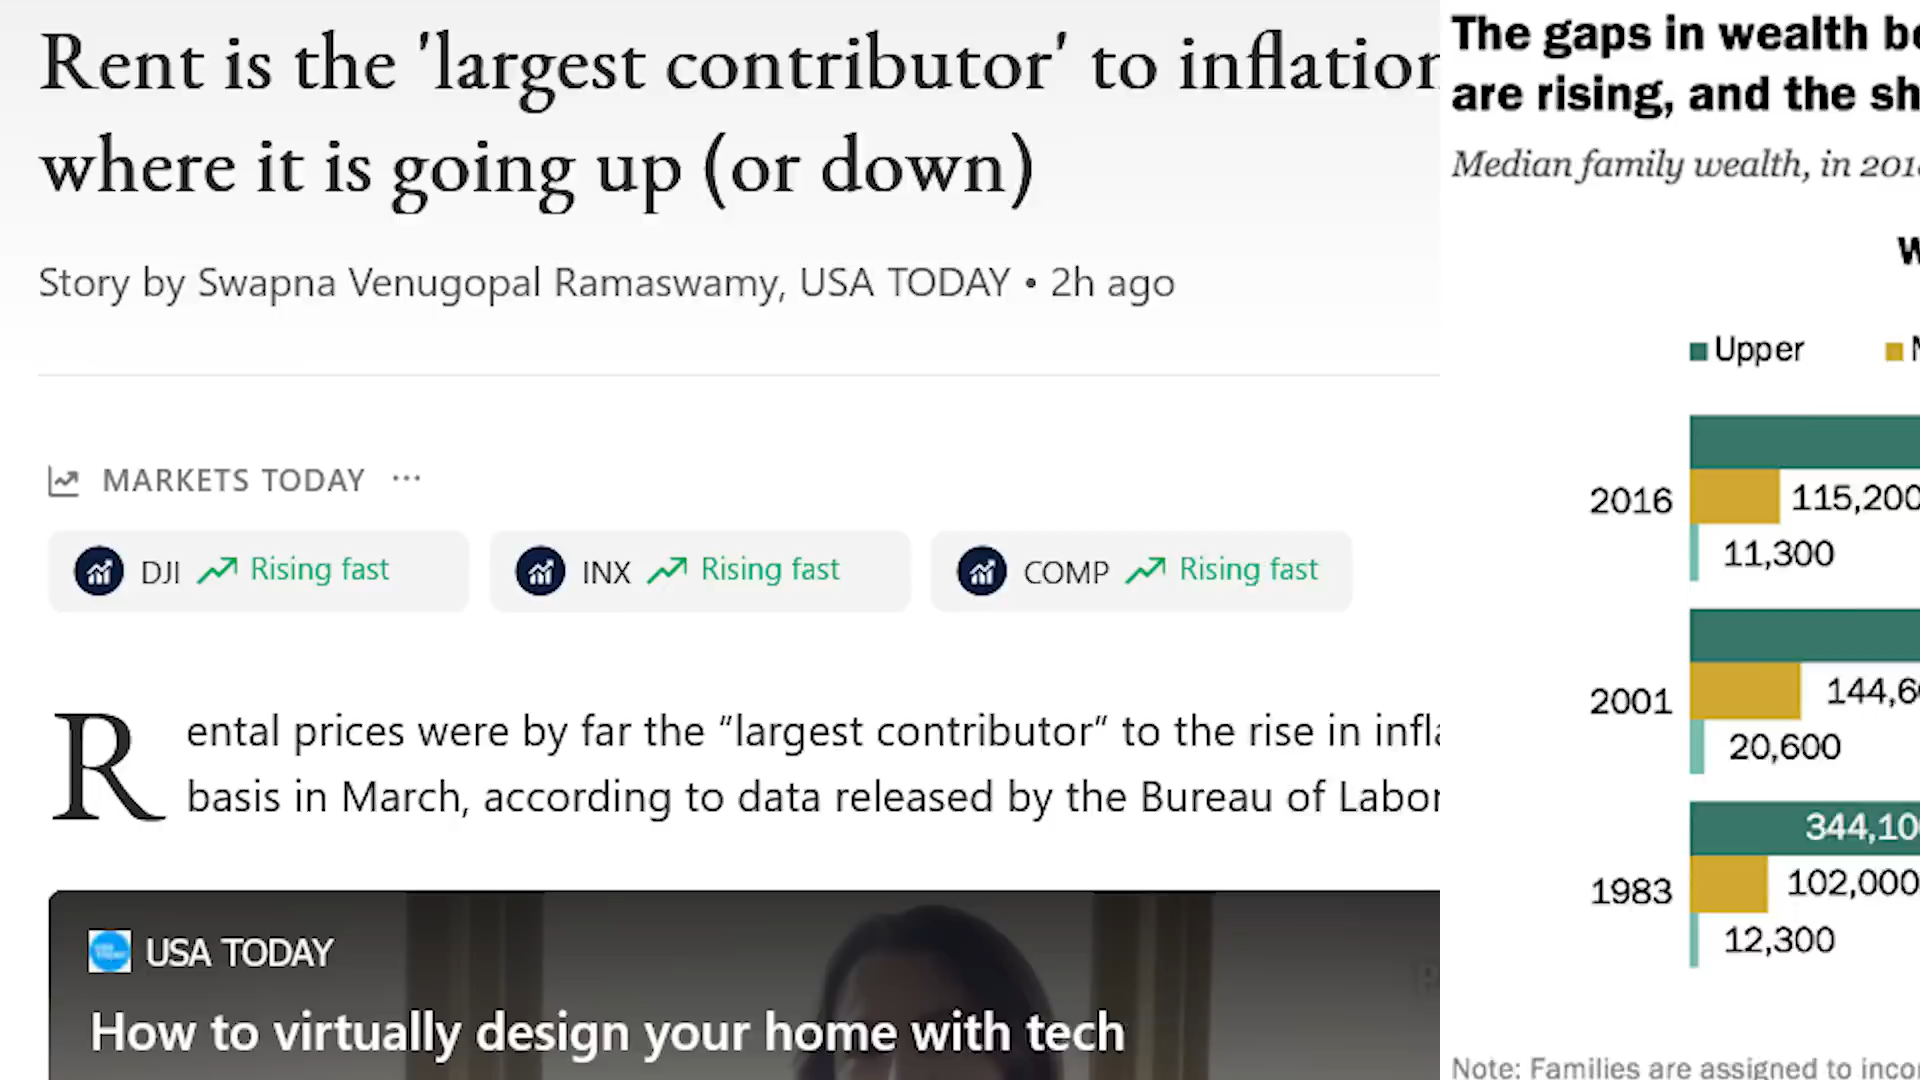 Rent is the 'largest contributor' to inflation
where it is going up (or down)
Story by Swapna Venugopal Ramaswamy, USA TODAY • 2h ago
MARKETS TODAY ...
DJI Rising fast
INX Rising fast
COMP Rising fast
Rental prices were by far the “largest contributor” to the rise in infla
basis in March, according to data released by the Bureau of Labor
USA TODAY
How to virtually design your home with tech
The gaps in wealth be
are rising, and the sh
Median family wealth, in 201
W
Upper
2016
115,200
11,300
2001
144,6
20,600
344,10
1983
102,000
12,300
Note: Families are assigned to inco